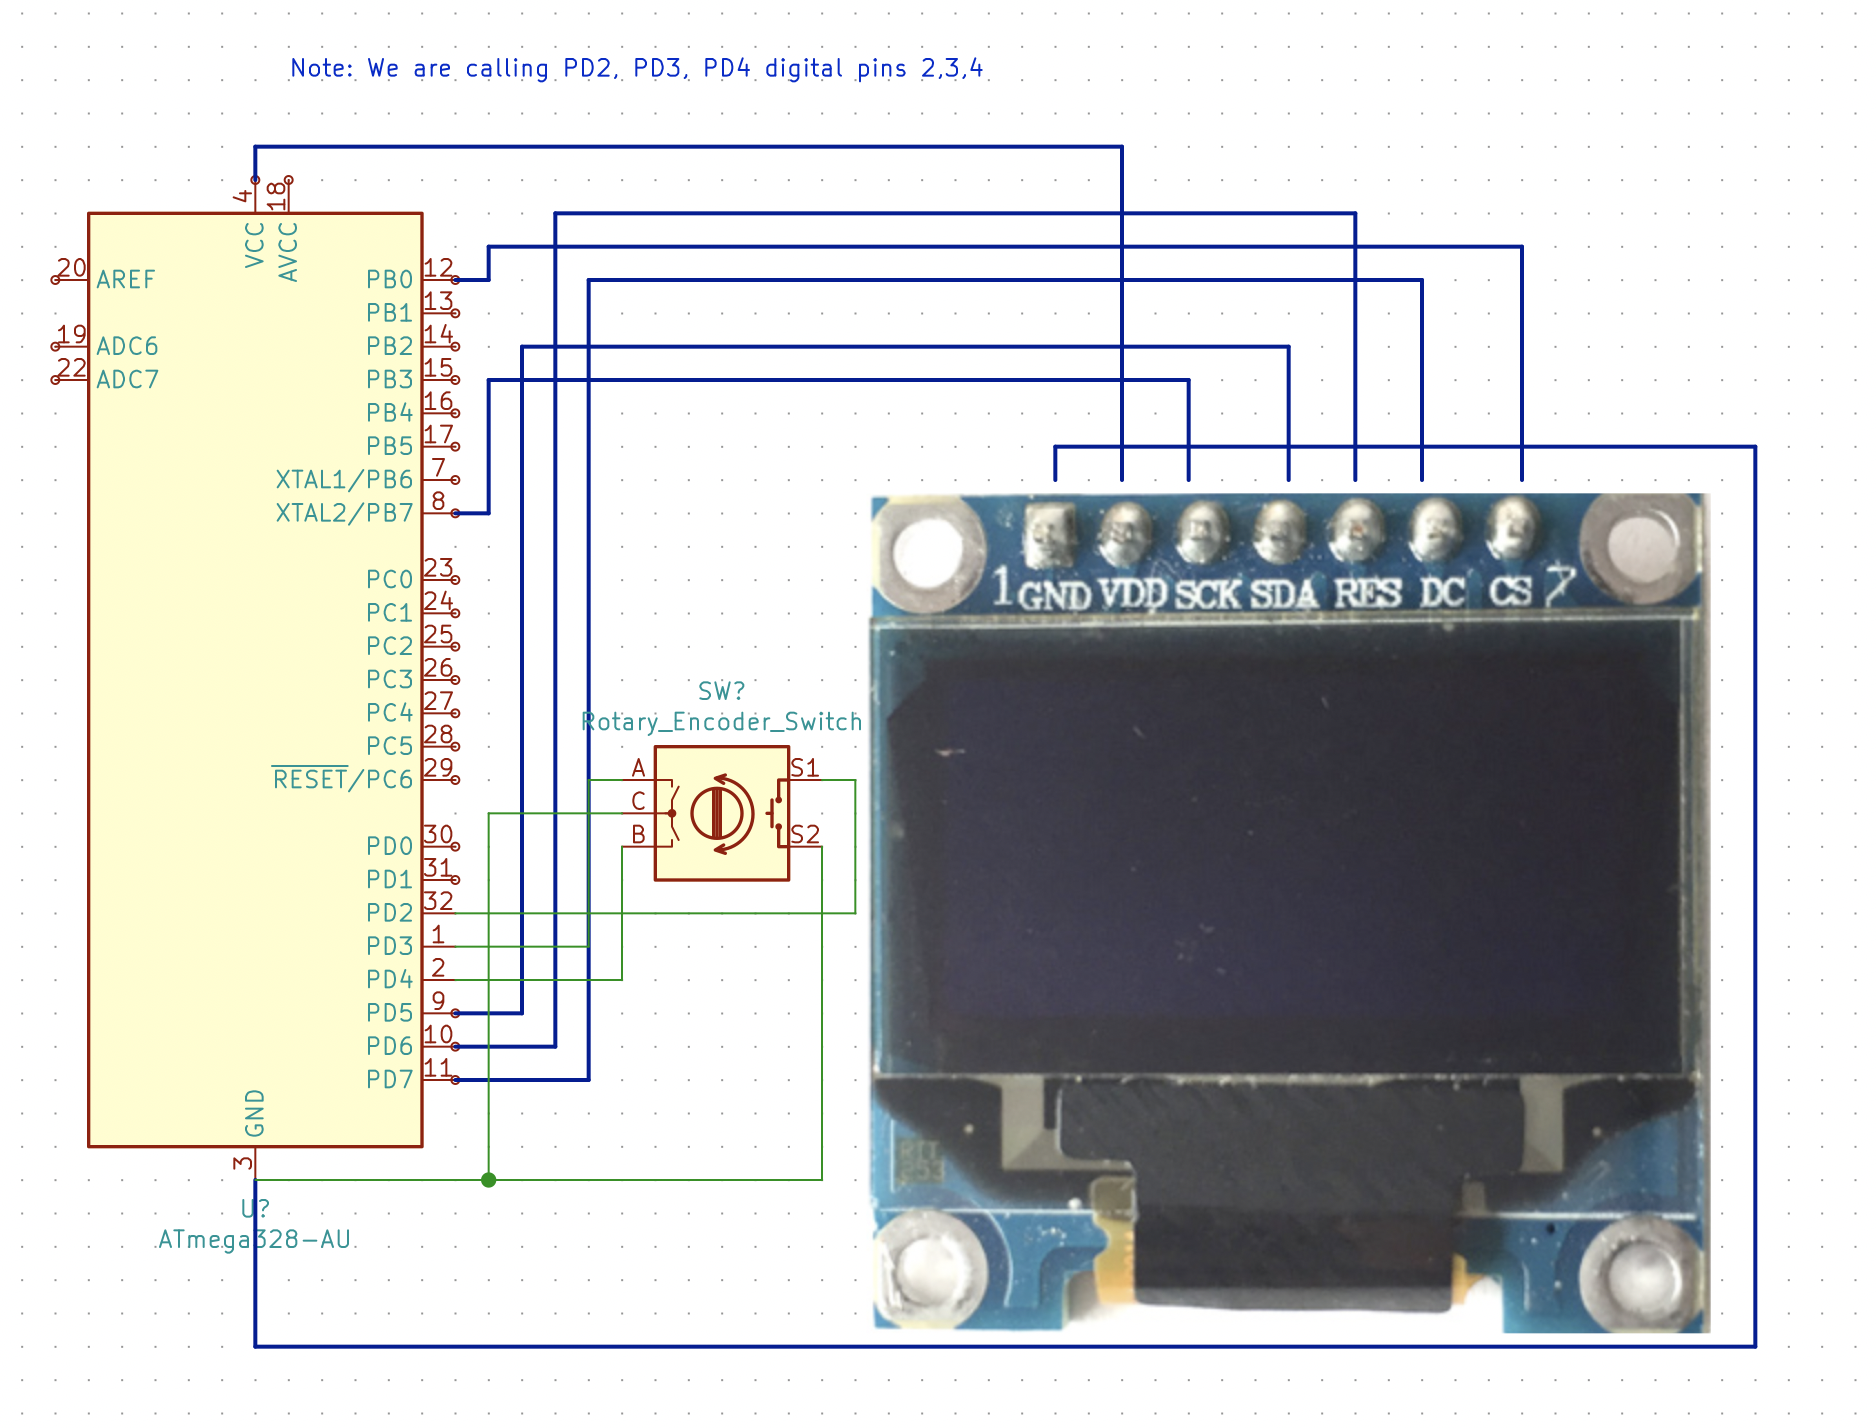 Note: We are calling PD2, PD3, PD4 digital pins 2,3,4
4
18
VCC
AVCC
20
AREF
19
ADC6
22
ADC7
PB0
12
PB1
13
PB2
14
PB3
15
PB4
16
PB5
17
XTAL1/PB6
7
XTAL2/PB7
8
PC0
23
PC1
24
PC2
25
PC3
26
PC4
27
PC5
28
RESET/PC6
29
PD0
30
PD1
31
PD2
32
PD3
1
PD4
2
PD5
9
PD6
10
PD7
11
GND
3
U?
ATmega328-AU
SW?
Rotary_Encoder_Switch
A
C
B
S1
S2
1 GND VDD SCK SDA RES DC CS 7